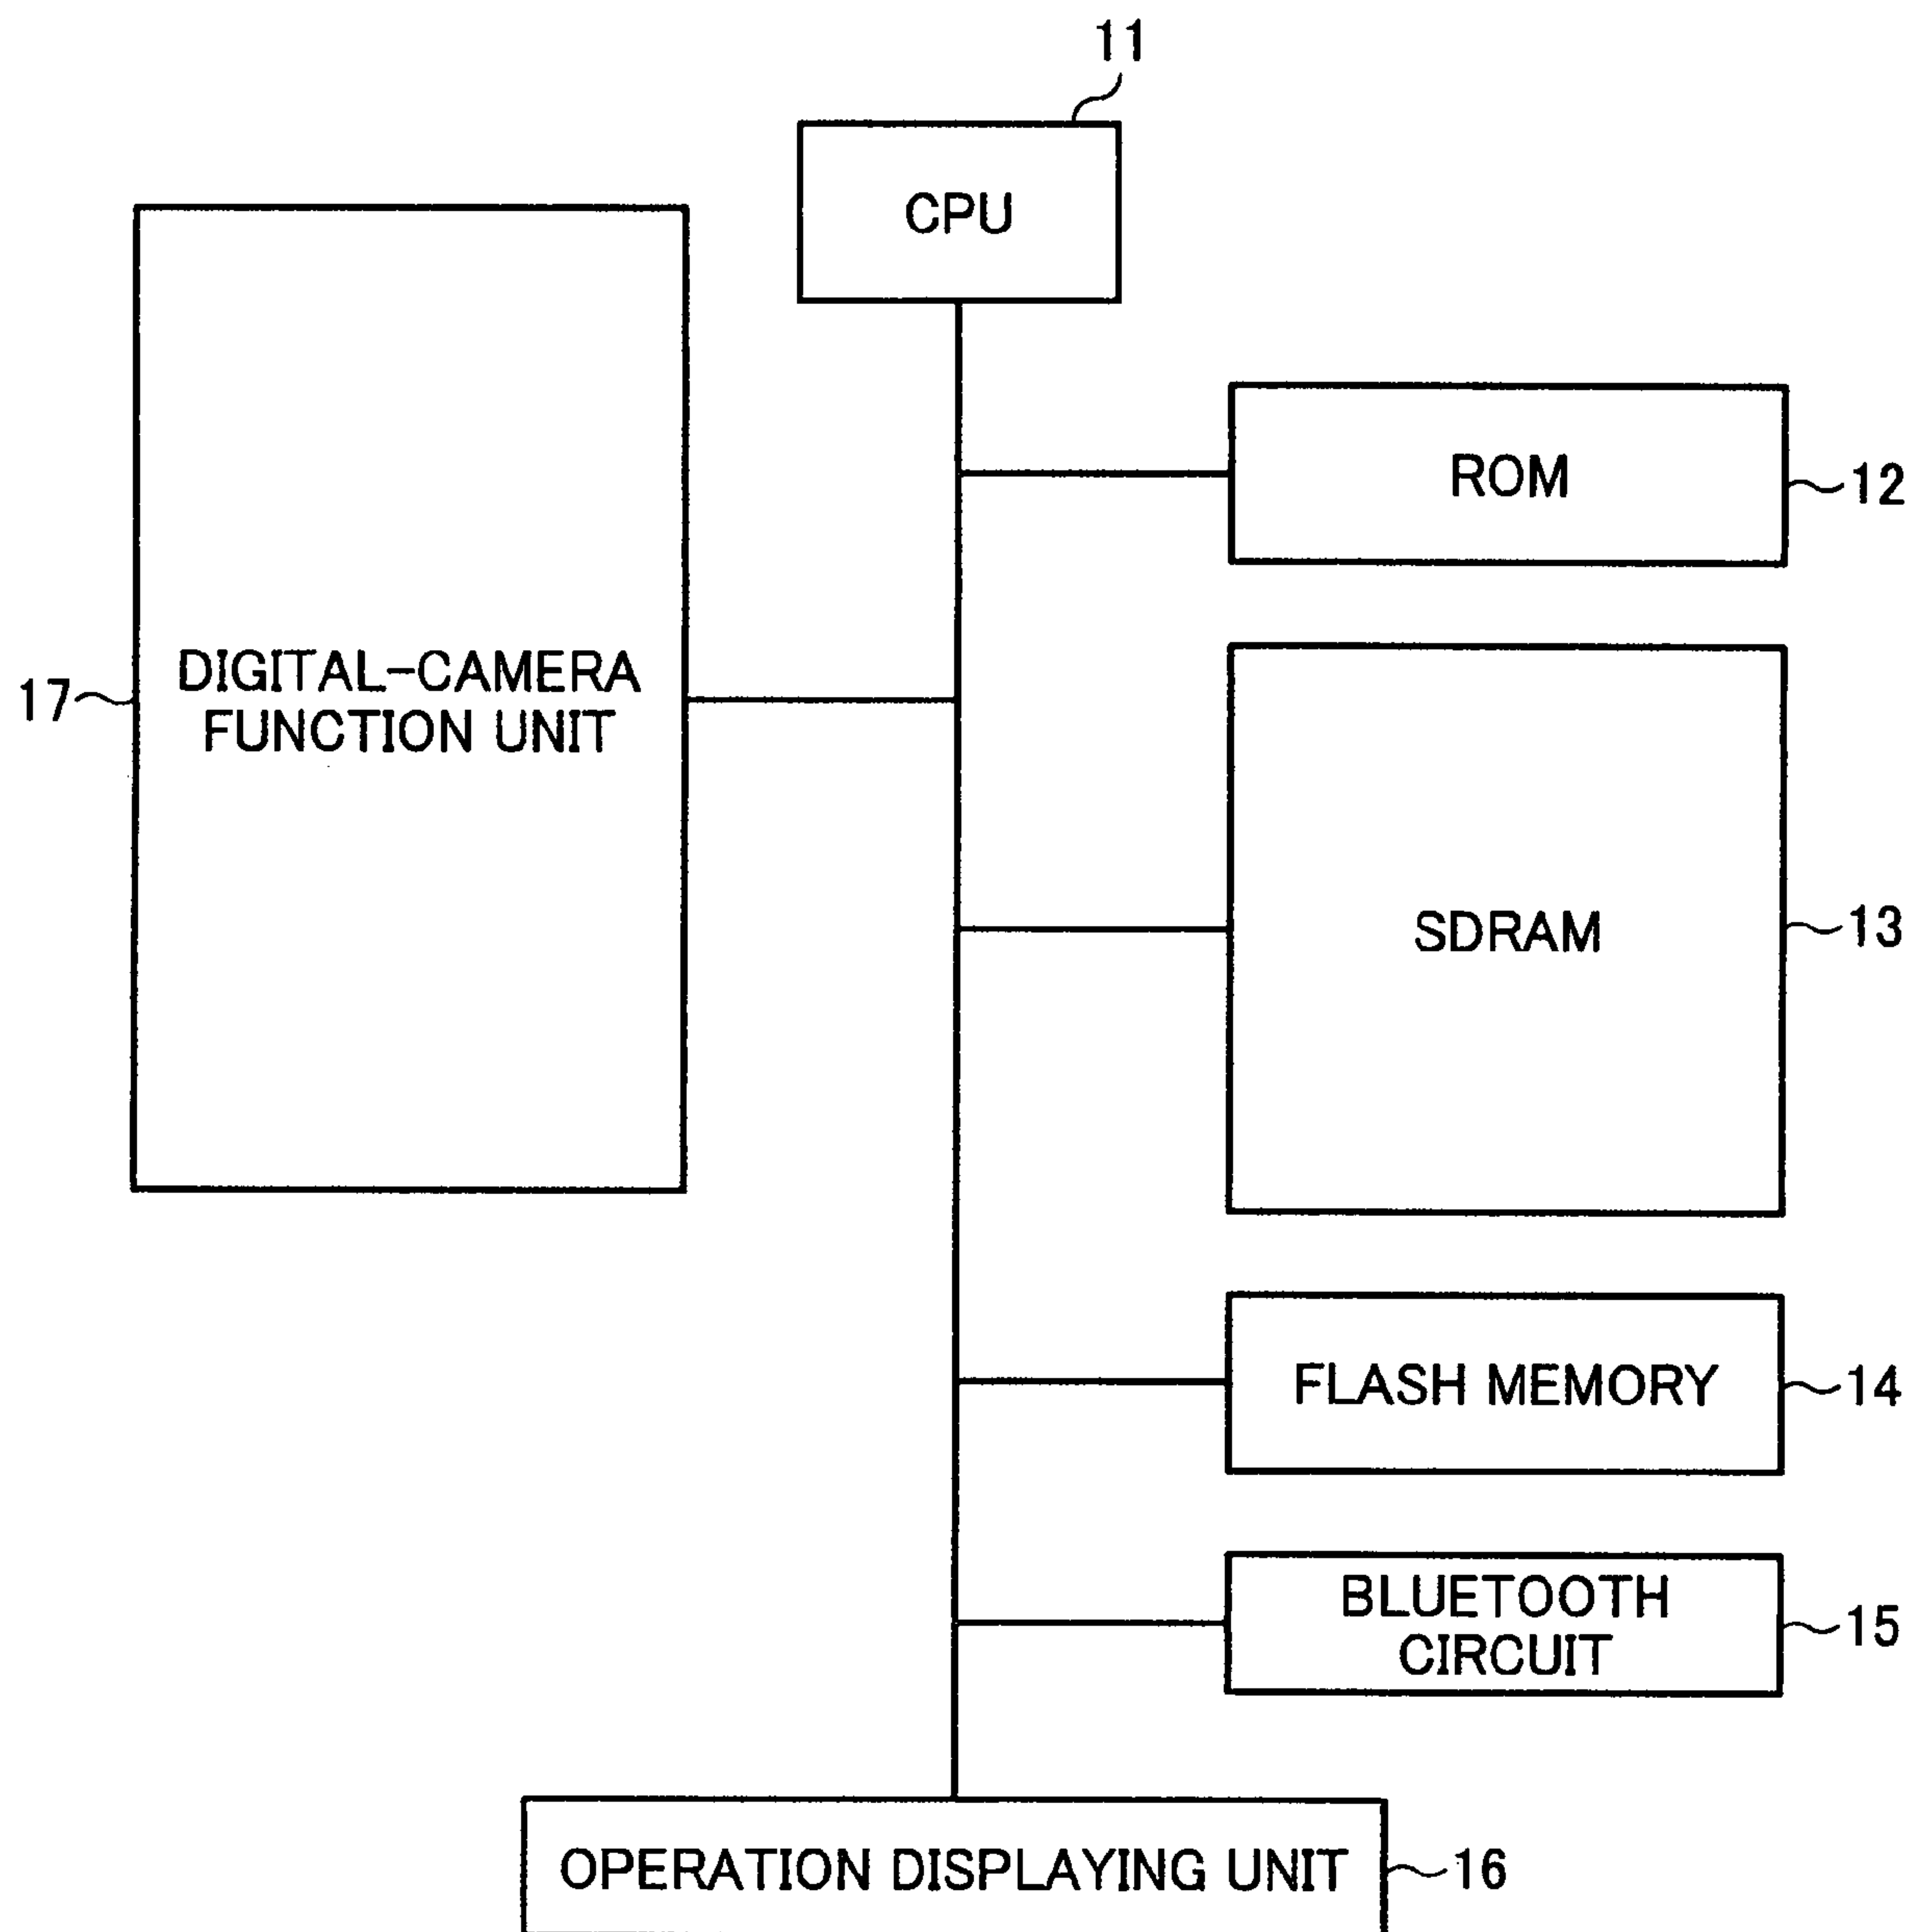 11
CPU
ROM
12
DIGITAL-CAMERA
FUNCTION UNIT
17
SDRAM
13
FLASH MEMORY
14
BLUETOOTH
CIRCUIT
15
OPERATION DISPLAYING UNIT
16